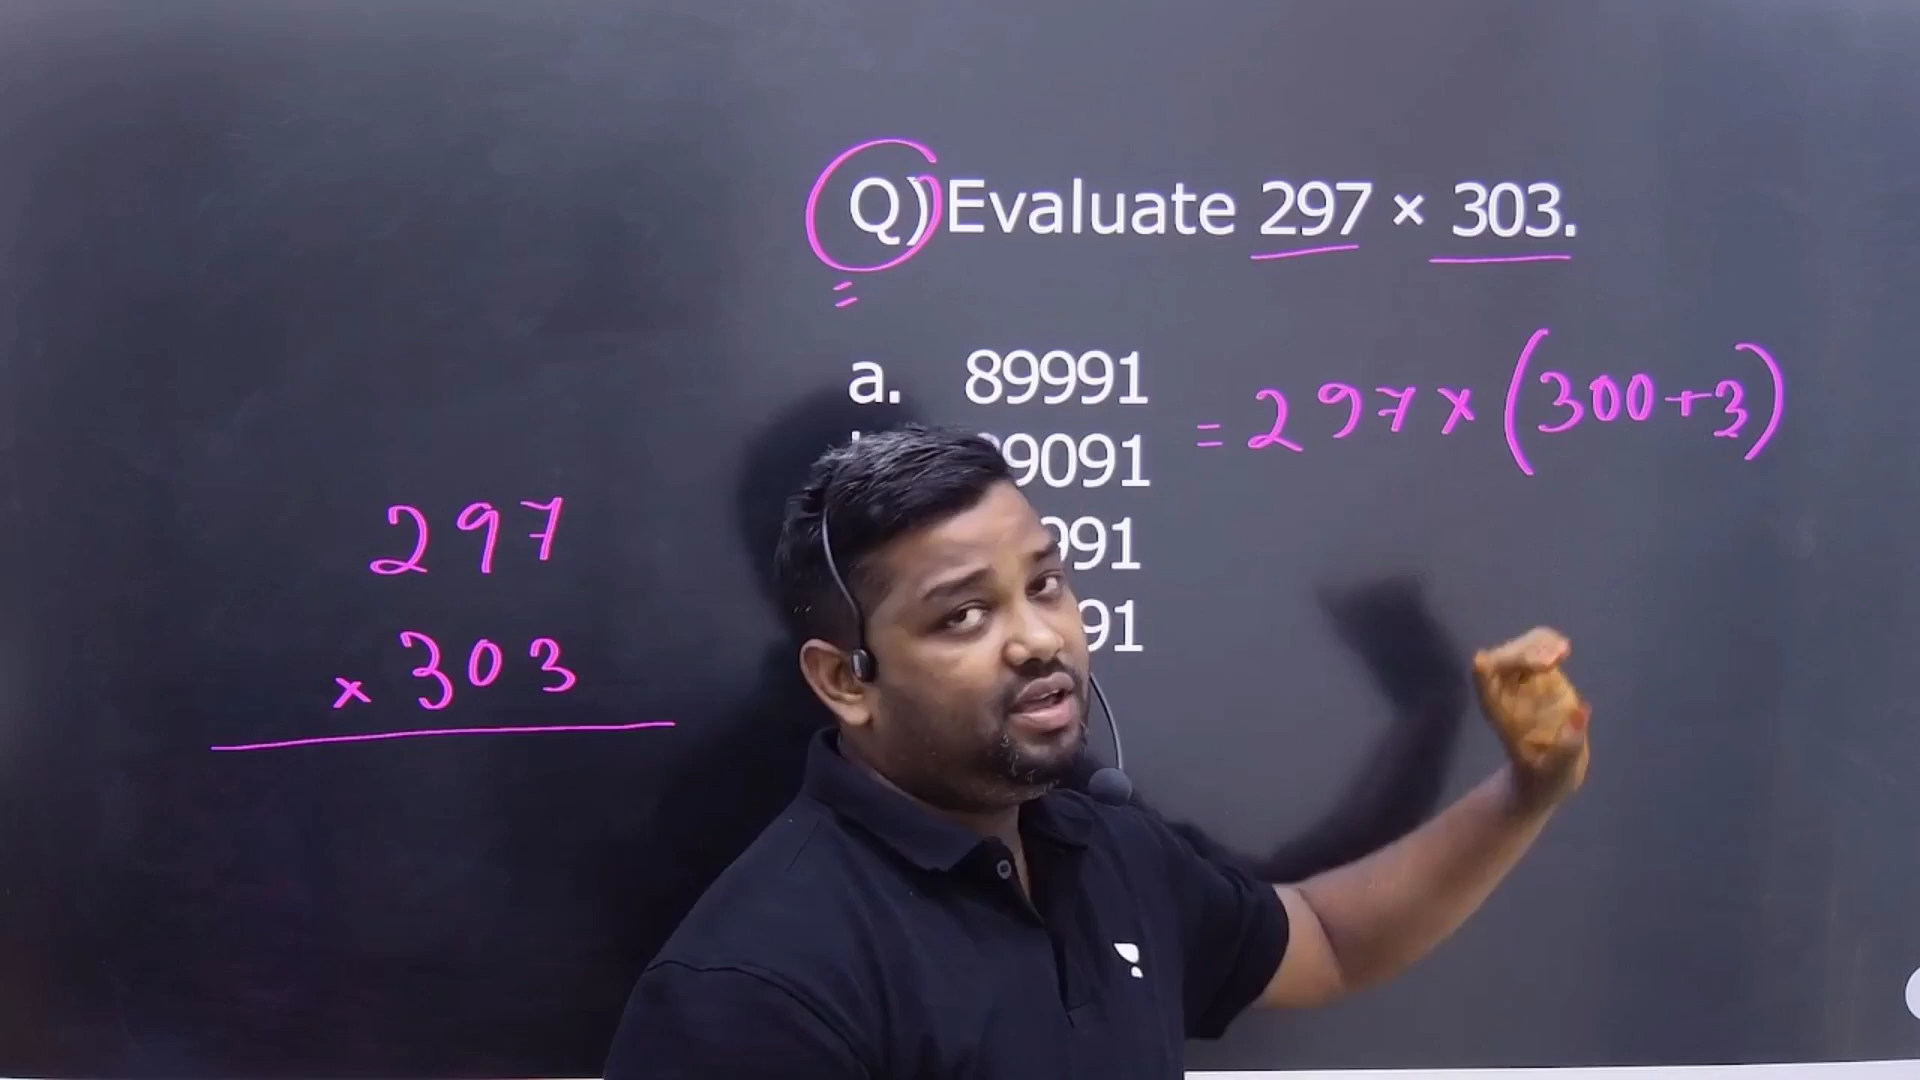 Q) Evaluate 297 × 303.
=
a. 89991
= 297 × (300+3)
9091
991
91
297
× 303